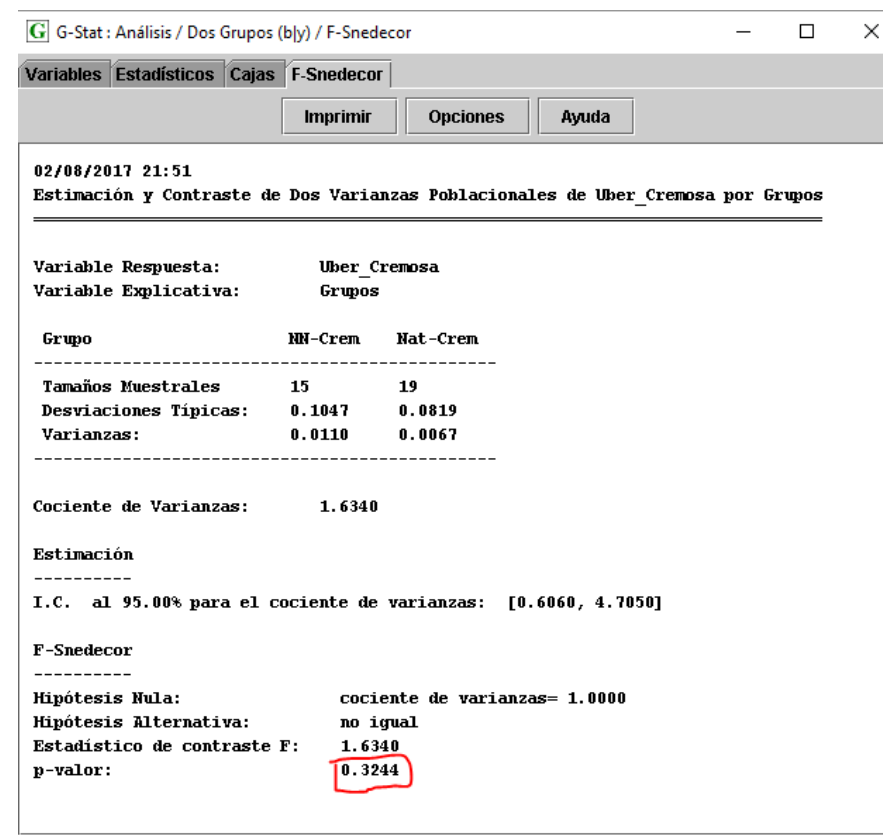 G G-Stat : Análisis / Dos Grupos (b|y) / F-Snedecor
Variables Estadísticos Cajas F-Snedecor
Imprimir Opciones Ayuda
02/08/2017 21:51
Estimación y Contraste de Dos Varianzas Poblacionales de Uber_Cremosa por Grupos
Variable Respuesta: Uber_Cremosa
Variable Explicativa: Grupos
Grupo NN-Crem Nat-Crem
Tamaños Muestrales 15 19
Desviaciones Típicas: 0.1047 0.0819
Varianzas: 0.0110 0.0067
Cociente de Varianzas: 1.6340
Estimación
----------
I.C. al 95.00% para el cociente de varianzas: [0.6060, 4.7050]
F-Snedecor
----------
Hipótesis Nula: cociente de varianzas= 1.0000
Hipótesis Alternativa: no igual
Estadístico de contraste F: 1.6340
p-valor: 0.3244